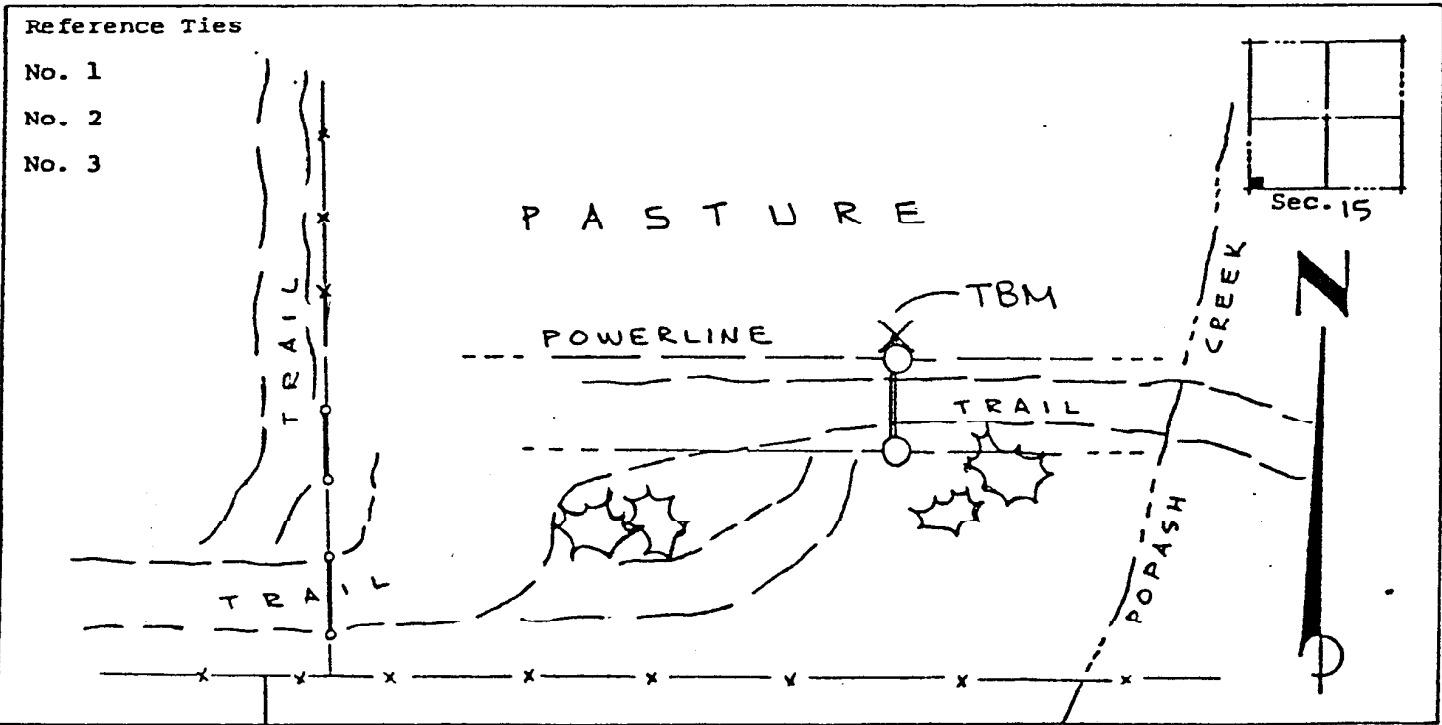 Reference Ties
No. 1
No. 2
No. 3
Sec. 15
PASTURE
N
CREEK
TRAIL
TBM
POWERLINE
TRAIL
POPASH
TRAIL